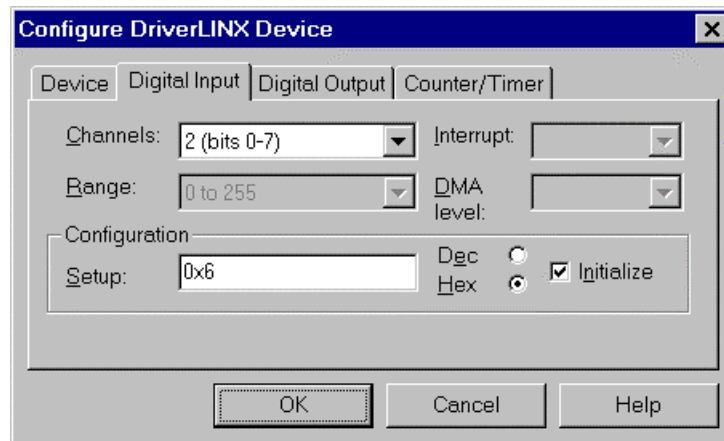 Configure DriverLINX Device
Device Digital Input Digital Output Counter/Timer
Channels: 2 (bits 0-7) Interrupt:
Range: 0 to 255 DMA level:
Configuration
Setup: 0x6 Dec Hex Initialize
OK Cancel Help